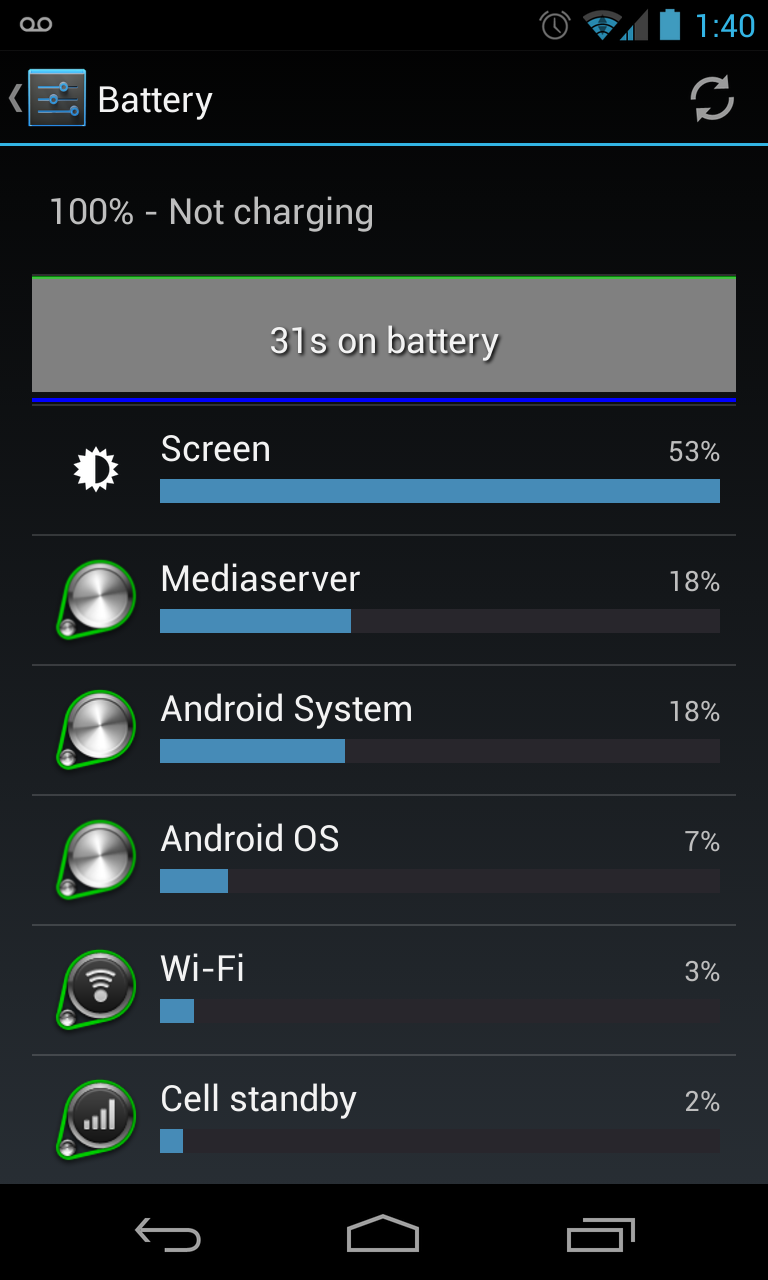 1:40
Battery
100% - Not charging
31s on battery
Screen 53%
Mediaserver 18%
Android System 18%
Android OS 7%
Wi-Fi 3%
Cell standby 2%